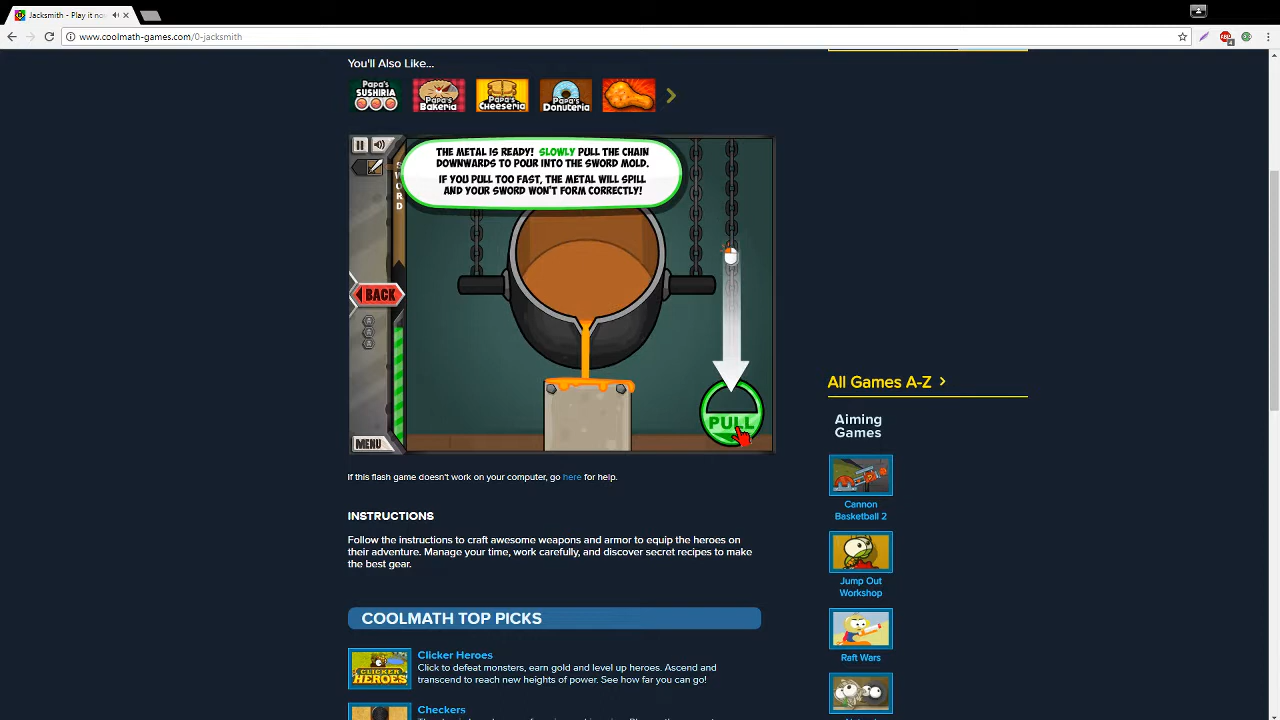 Jacksmith - Play it no
www.coolmath-games.com/0-jacksmith
You'll Also Like...
Papa's
SUSHIRIA
Papa's
BAKERIA
Papa's
CHEESERIA
Papa's
DONUTERIA
THE METAL IS READY! SLOWLY PULL THE CHAIN
DOWNWARDS TO POUR INTO THE SWORD MOLD.
IF YOU PULL TOO FAST, THE METAL WILL SPILL
AND YOUR SWORD WON'T FORM CORRECTLY!
SWORD
BACK
PULL
MENU
If this flash game doesn't work on your computer, go here for help.
INSTRUCTIONS
Follow the instructions to craft awesome weapons and armor to equip the heroes on
their adventure. Manage your time, work carefully, and discover secret recipes to make
the best gear.
COOLMATH TOP PICKS
CLICKER
HEROES
Clicker Heroes
Click to defeat monsters, earn gold and level up heroes. Ascend and
transcend to reach new heights of power. See how far you can go!
Checkers
All Games A-Z
Aiming
Games
Cannon
Basketball 2
Jump Out
Workshop
Raft Wars